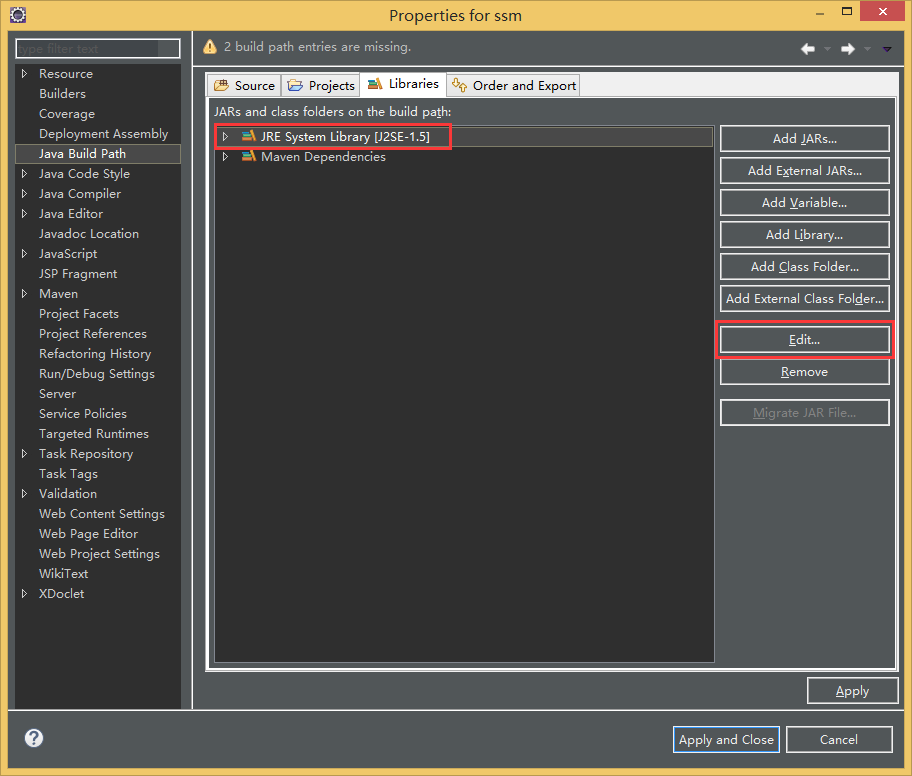 Properties for ssm
type filter text
2 build path entries are missing.
Resource
Builders
Coverage
Deployment Assembly
Java Build Path
Java Code Style
Java Compiler
Java Editor
Javadoc Location
JavaScript
JSP Fragment
Maven
Project Facets
Project References
Refactoring History
Run/Debug Settings
Server
Service Policies
Targeted Runtimes
Task Repository
Task Tags
Validation
Web Content Settings
Web Page Editor
Web Project Settings
WikiText
XDoclet
Source
Projects
Libraries
Order and Export
JARs and class folders on the build path:
JRE System Library [J2SE-1.5]
Maven Dependencies
Add JARs...
Add External JARs...
Add Variable...
Add Library...
Add Class Folder...
Add External Class Folder...
Edit...
Remove
Migrate JAR File...
Apply
Apply and Close
Cancel